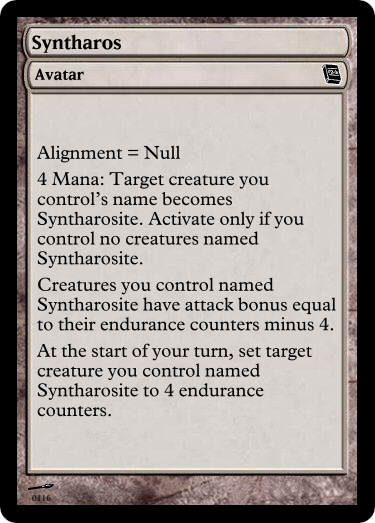 Syntharos
Avatar
Alignment = Null
4 Mana: Target creature you
control's name becomes
Syntharosite. Activate only if you
control no creatures named
Syntharosite.
Creatures you control named
Syntharosite have attack bonus equal
to their endurance counters minus 4.
At the start of your turn, set target
creature you control named
Syntharosite to 4 endurance
counters.
0116